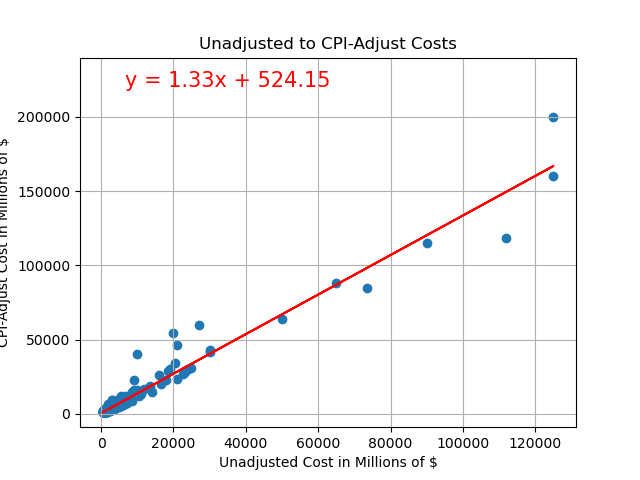 Unadjusted to CPI-Adjust Costs
y = 1.33x + 524.15
CPI-Adjust Cost in Millions of $
200000
150000
100000
50000
0
0 20000 40000 60000 80000 100000 120000
Unadjusted Cost in Millions of $